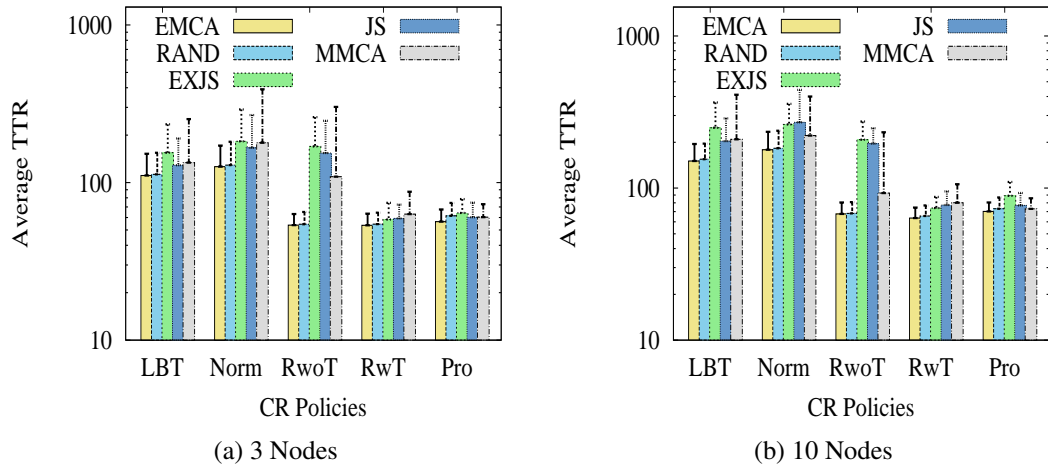 1000
100
10
Average TTR
EMCA
RAND
EXJS
JS
MMCA
LBT Norm RwoT RwT Pro
CR Policies
(a) 3 Nodes
1000
100
10
Average TTR
EMCA
RAND
EXJS
JS
MMCA
LBT Norm RwoT RwT Pro
CR Policies
(b) 10 Nodes